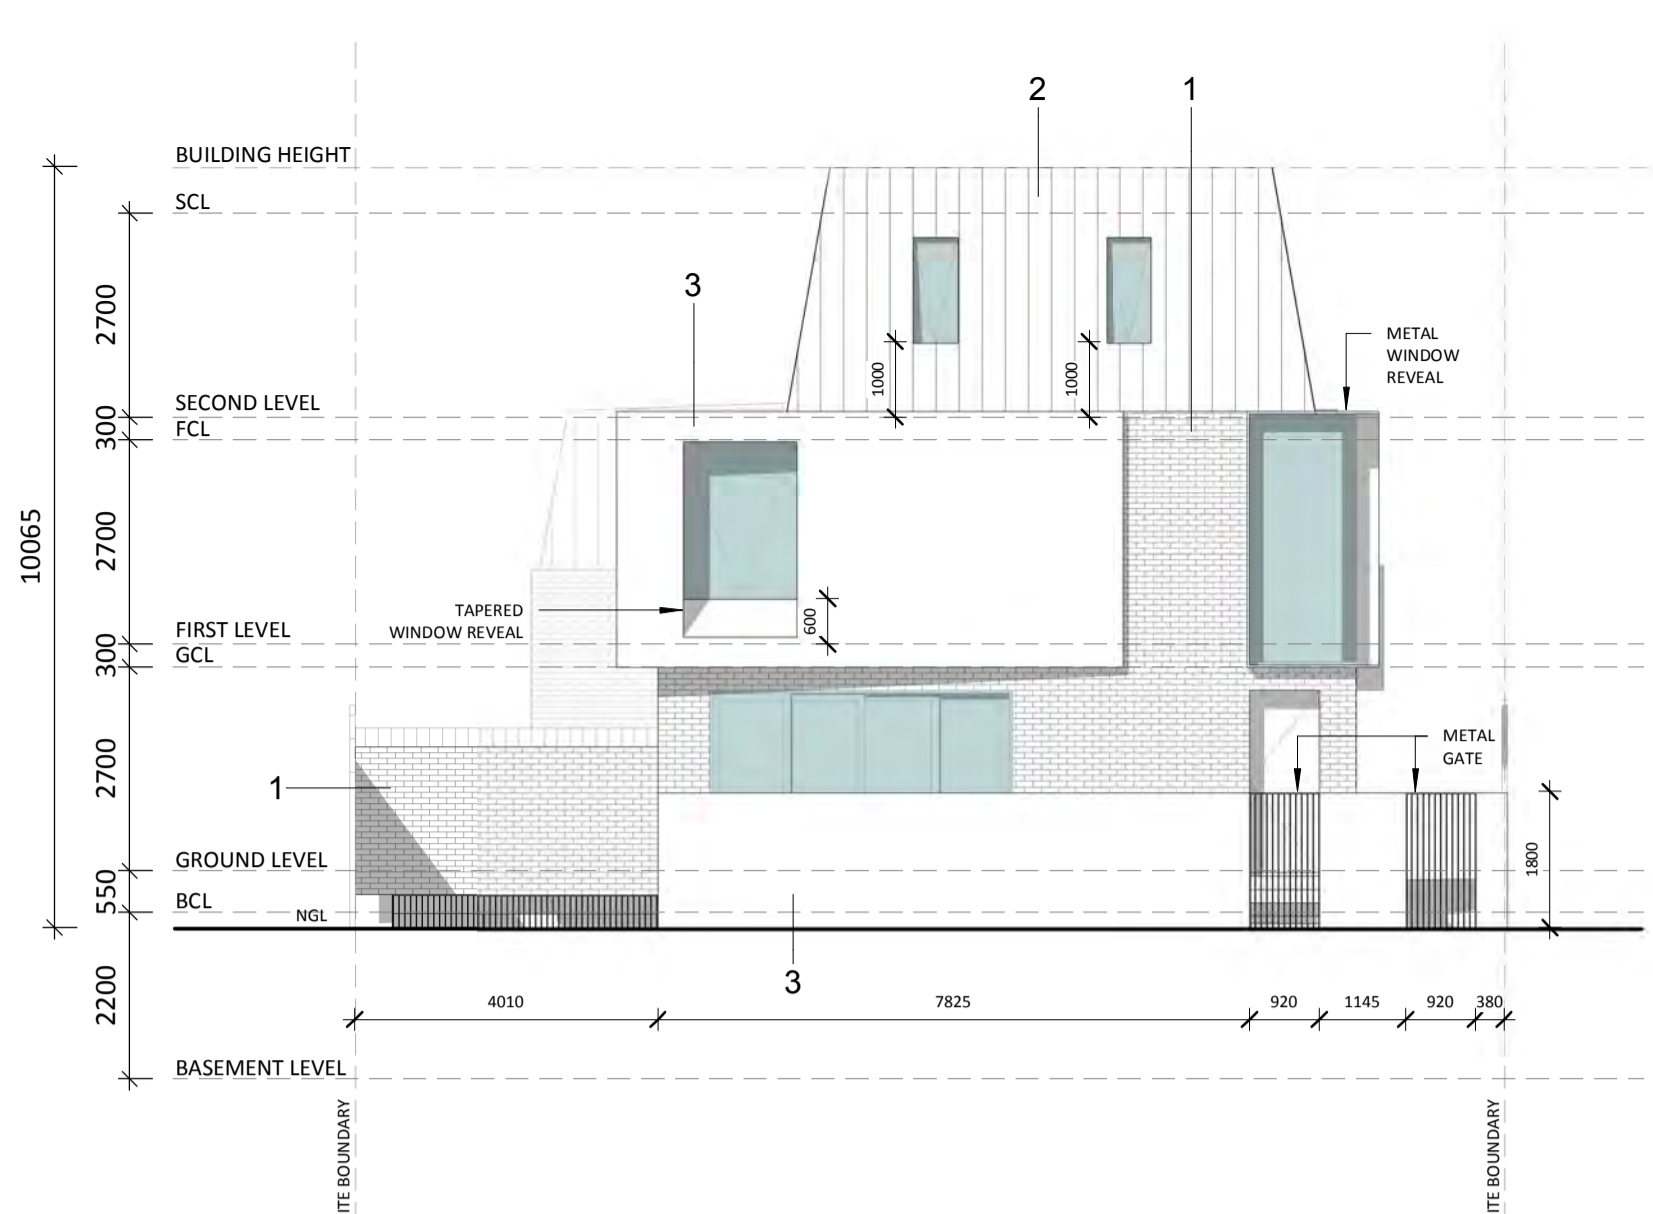 2
1
BUILDING HEIGHT
SCL
2700
3
METAL
WINDOW
REVEAL
1000
1000
SECOND LEVEL
300
FCL
10065
2700
TAPERED
WINDOW REVEAL
600
FIRST LEVEL
300
GCL
METAL
GATE
2700
1
1800
GROUND LEVEL
550
BCL
NGL
3
2200
4010
7825
920
1145
920
380
BASEMENT LEVEL
ITE BOUNDARY
ITE BOUNDARY